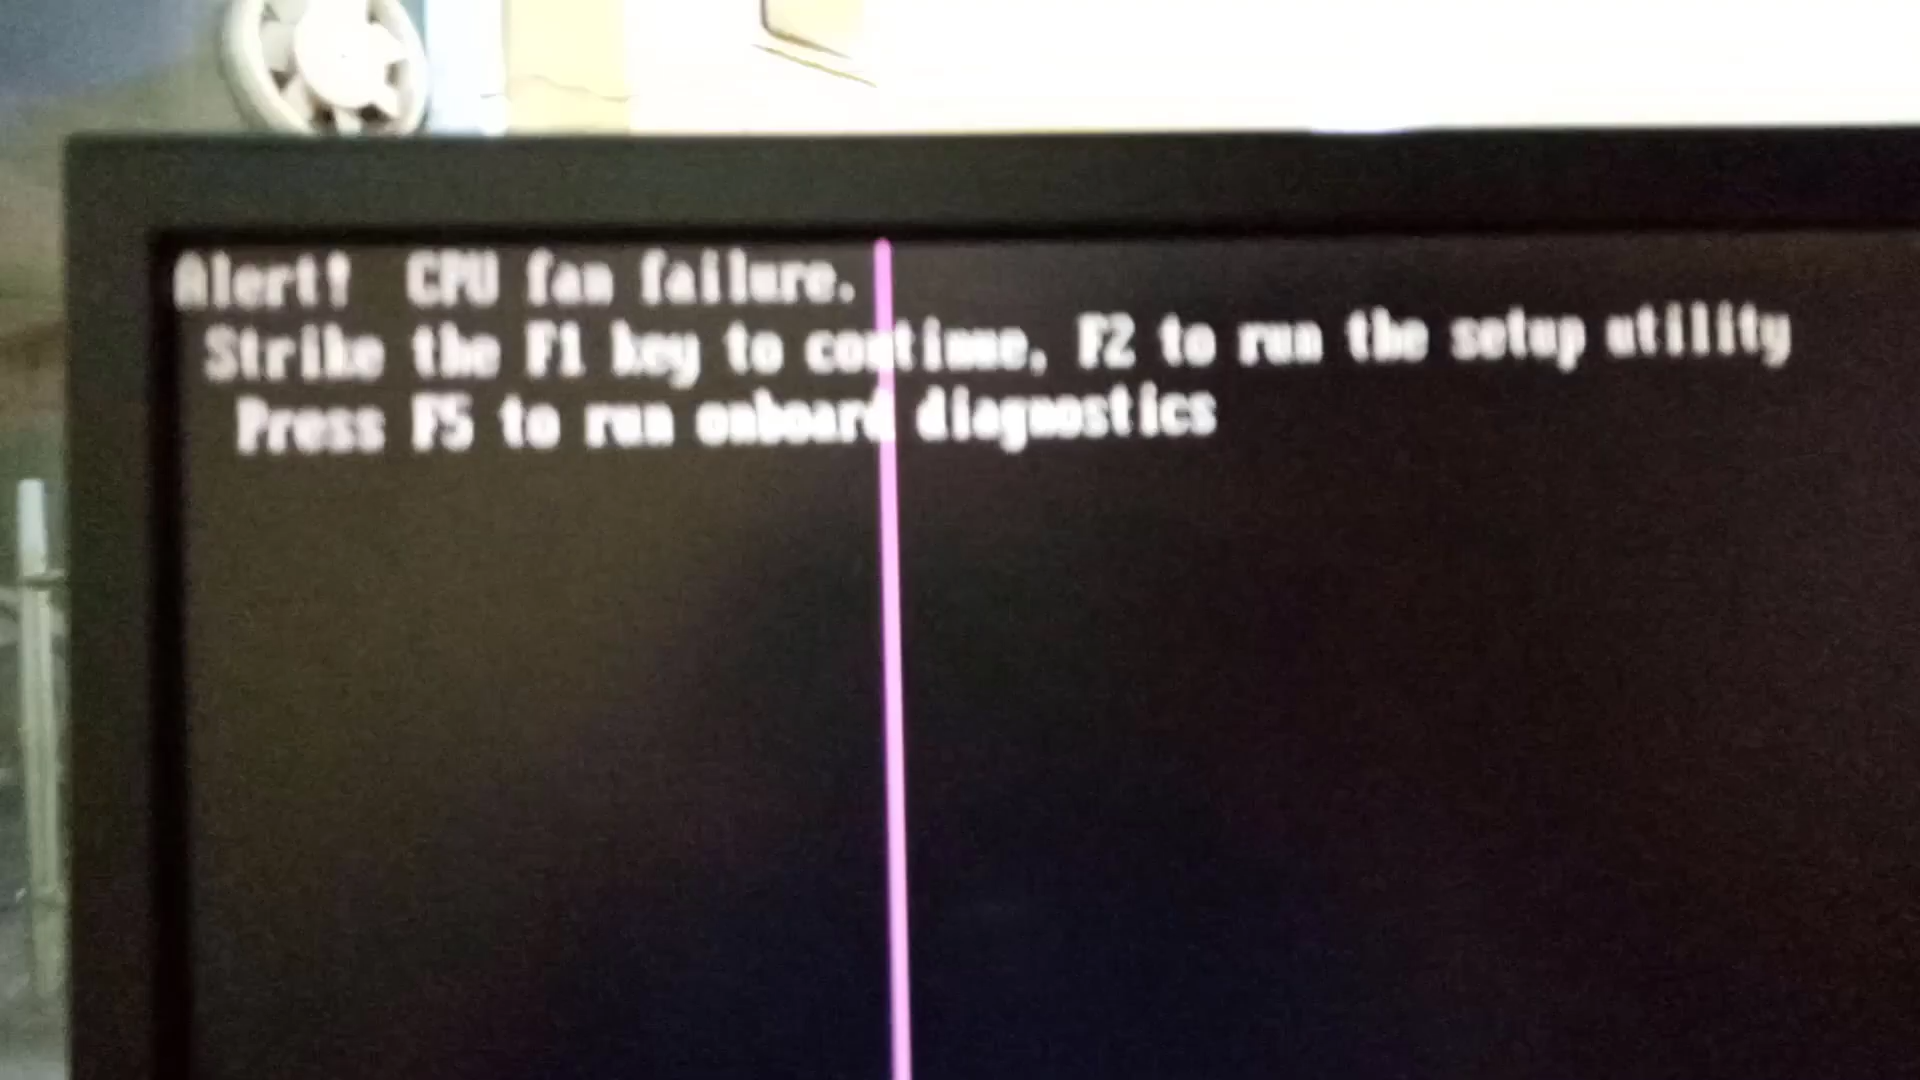 Alert!  CPU fan failure.
Strike the F1 key to continue, F2 to run the setup utility
Press F5 to run onboard diagnostics